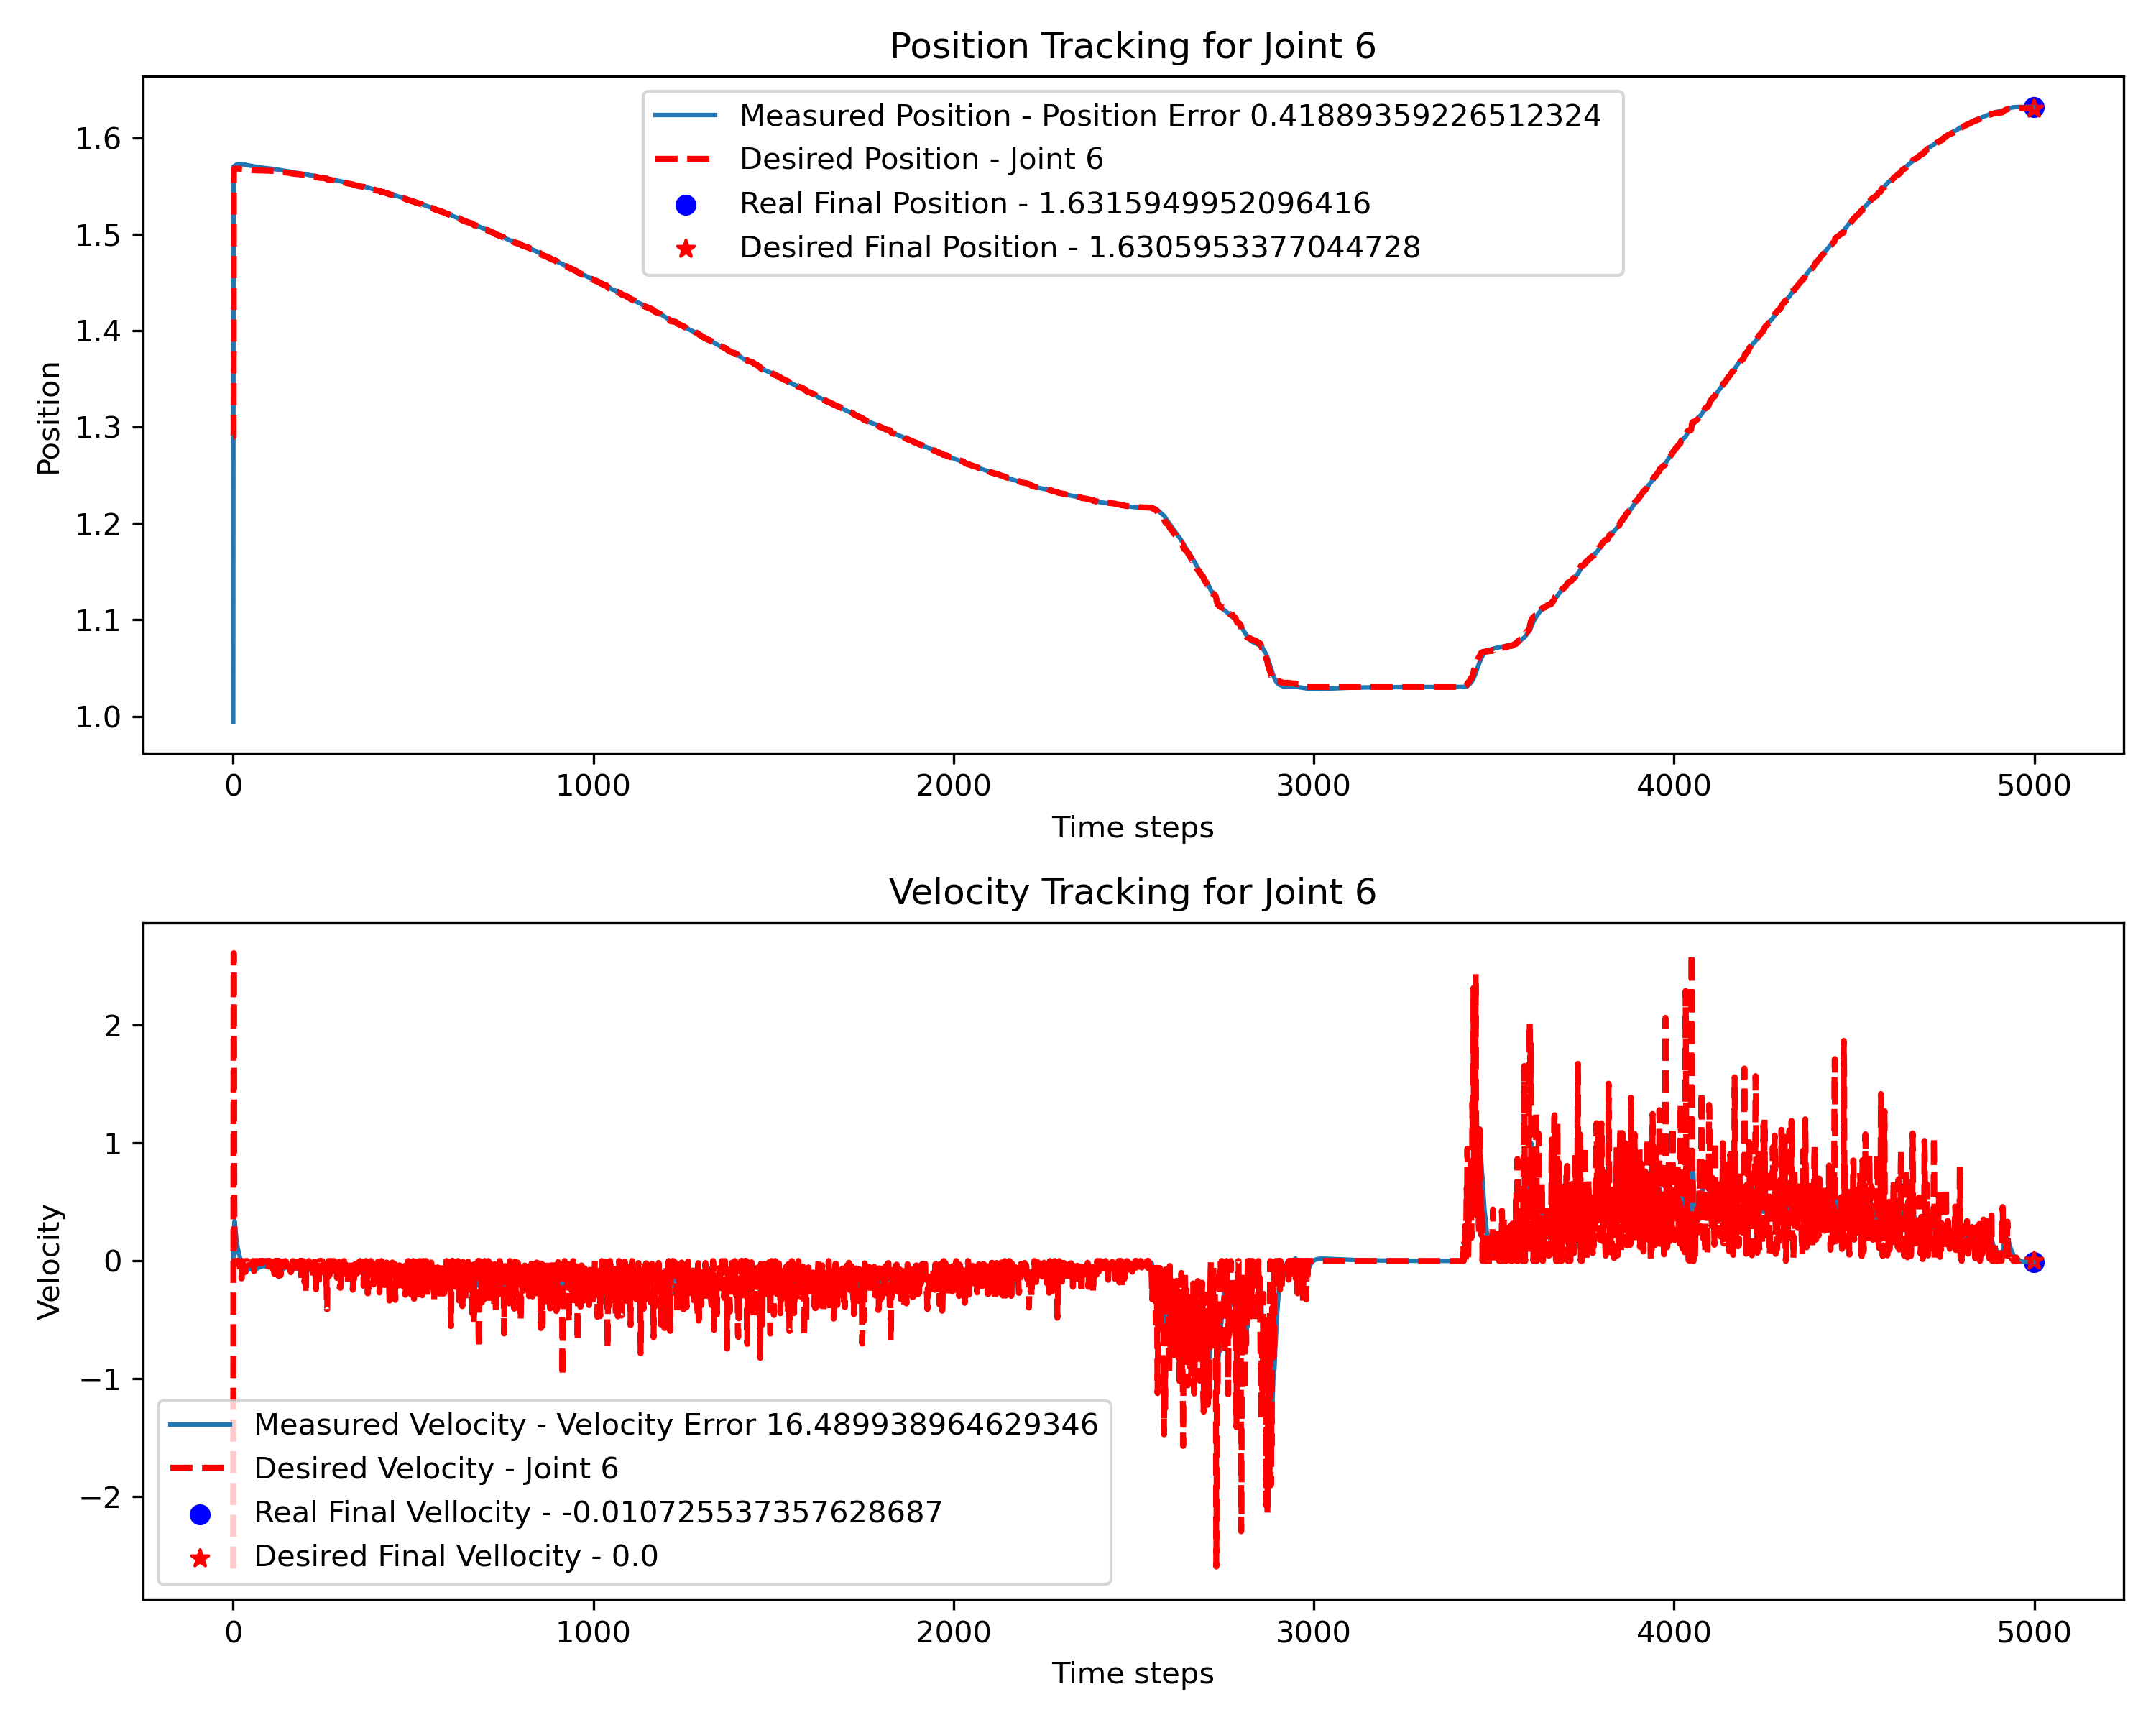 Position Tracking for Joint 6
Measured Position - Position Error 0.41889359226512324
Desired Position - Joint 6
Real Final Position - 1.6315949952096416
Desired Final Position - 1.6305953377044728
Position
1.6
1.5
1.4
1.3
1.2
1.1
1.0
0 1000 2000 3000 4000 5000
Time steps
Velocity Tracking for Joint 6
Velocity
2
1
0
−1
−2
Measured Velocity - Velocity Error 16.489938964629346
Desired Velocity - Joint 6
Real Final Vellocity - -0.010725537357628687
Desired Final Vellocity - 0.0
0 1000 2000 3000 4000 5000
Time steps